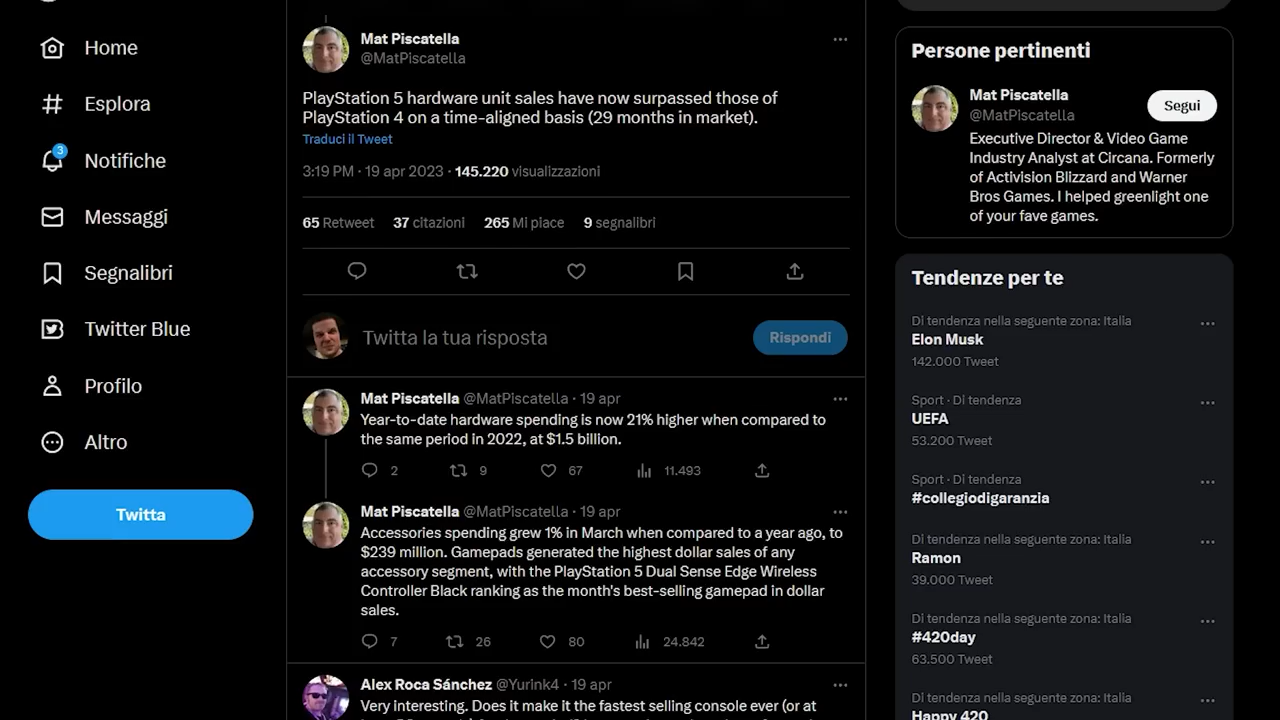 Home
Esplora
3
Notifiche
Messaggi
Segnalibri
Twitter Blue
Profilo
Altro
Twitta
Mat Piscatella
@MatPiscatella
PlayStation 5 hardware unit sales have now surpassed those of
PlayStation 4 on a time-aligned basis (29 months in market).
Traduci il Tweet
3:19 PM · 19 apr 2023 · 145.220 visualizzazioni
65 Retweet 37 citazioni 265 Mi piace 9 segnalibri
Twitta la tua risposta
Rispondi
Mat Piscatella @MatPiscatella · 19 apr
Year-to-date hardware spending is now 21% higher when compared to
the same period in 2022, at $1.5 billion.
2 9 67 11.493
Mat Piscatella @MatPiscatella · 19 apr
Accessories spending grew 1% in March when compared to a year ago, to
$239 million. Gamepads generated the highest dollar sales of any
accessory segment, with the PlayStation 5 Dual Sense Edge Wireless
Controller Black ranking as the month's best-selling gamepad in dollar
sales.
7 26 80 24.842
Alex Roca Sánchez @Yurink4 · 19 apr
Very interesting. Does it make it the fastest selling console ever (or at
Persone pertinenti
Mat Piscatella
@MatPiscatella
Segui
Executive Director & Video Game
Industry Analyst at Circana. Formerly
of Activision Blizzard and Warner
Bros Games. I helped greenlight one
of your fave games.
Tendenze per te
Di tendenza nella seguente zona: Italia
Elon Musk
142.000 Tweet
Sport · Di tendenza
UEFA
53.200 Tweet
Sport · Di tendenza
#collegiodigaranzia
Di tendenza nella seguente zona: Italia
Ramon
39.000 Tweet
Di tendenza nella seguente zona: Italia
#420day
63.500 Tweet
Di tendenza nella seguente zona: Italia
Happy 420